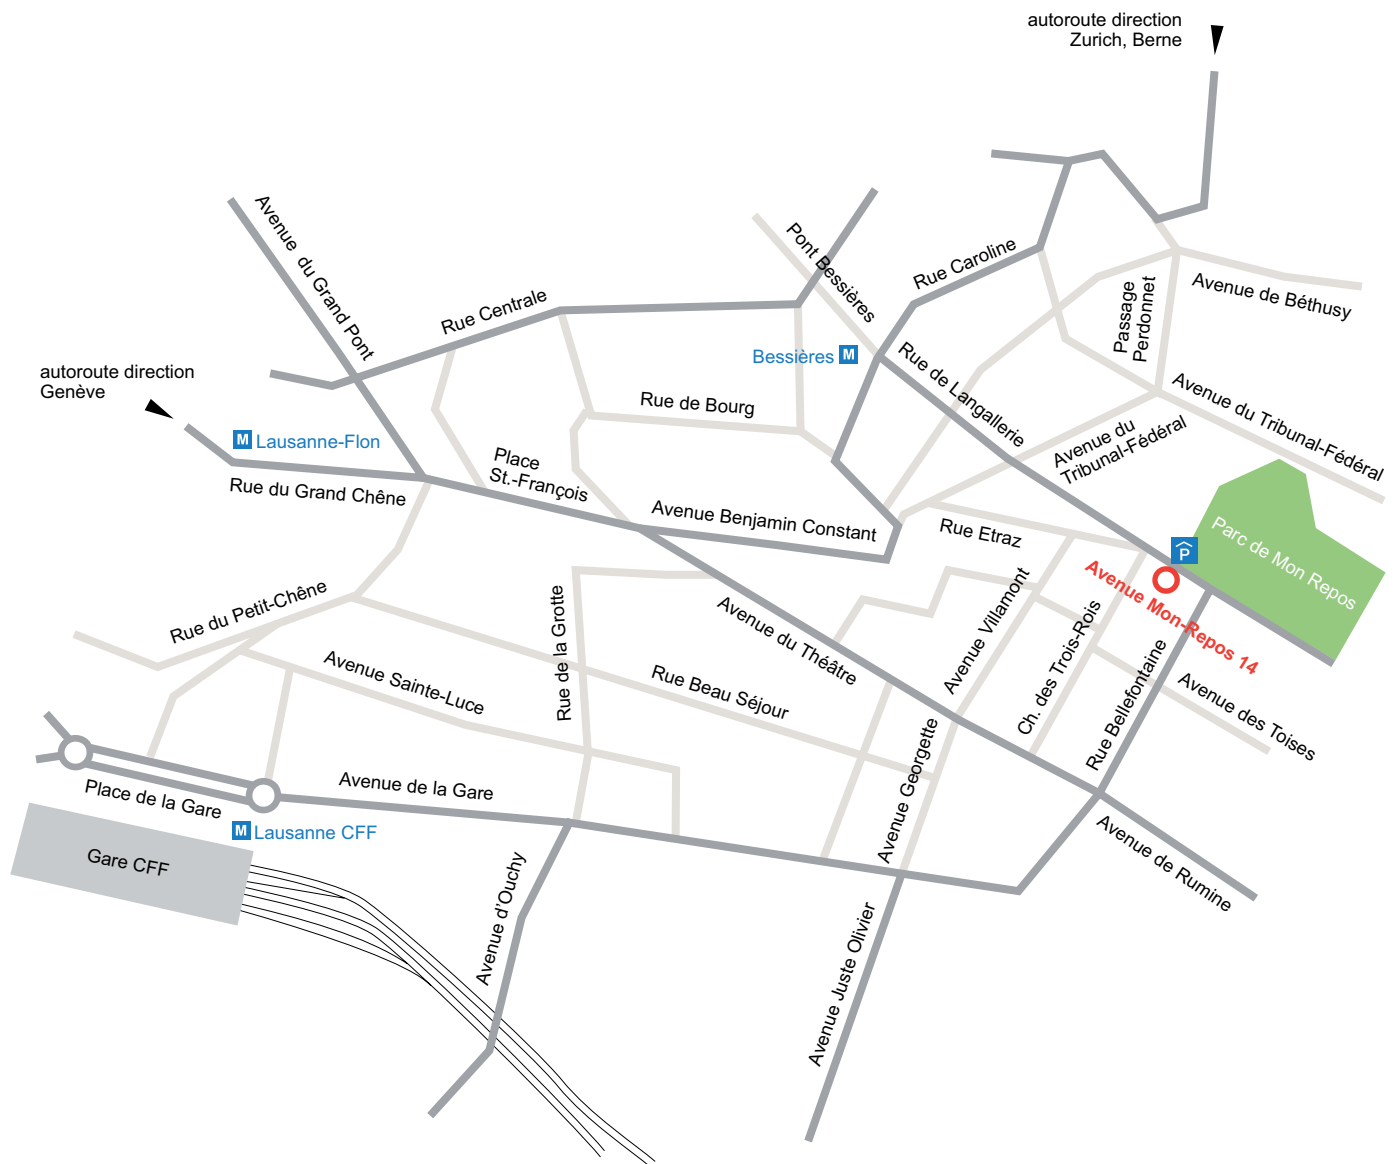 autoroute direction
Zurich, Berne
Avenue du Grand Pont
Pont Bessières
Rue Caroline
Avenue de Béthusy
Passage
Perdonnet
Rue Centrale
Bessières M
Rue de Langallerie
autoroute direction
Genève
Avenue du Tribunal-Fédéral
Rue de Bourg
Avenue du
Tribunal-Fédéral
M Lausanne-Flon
Place
St.-François
Rue du Grand Chêne
Avenue Benjamin Constant
Rue Etraz
P
Parc de Mon Repos
Avenue Mon-Repos 14
Rue du Petit-Chêne
Rue de la Grotte
Avenue du Théâtre
Avenue Villamont
Ch. des Trois-Rois
Rue Bellefontaine
Avenue des Toises
Avenue Sainte-Luce
Rue Beau Séjour
Avenue Georgette
Place de la Gare
Avenue de la Gare
M Lausanne CFF
Gare CFF
Avenue de Rumine
Avenue d'Ouchy
Avenue Juste Olivier